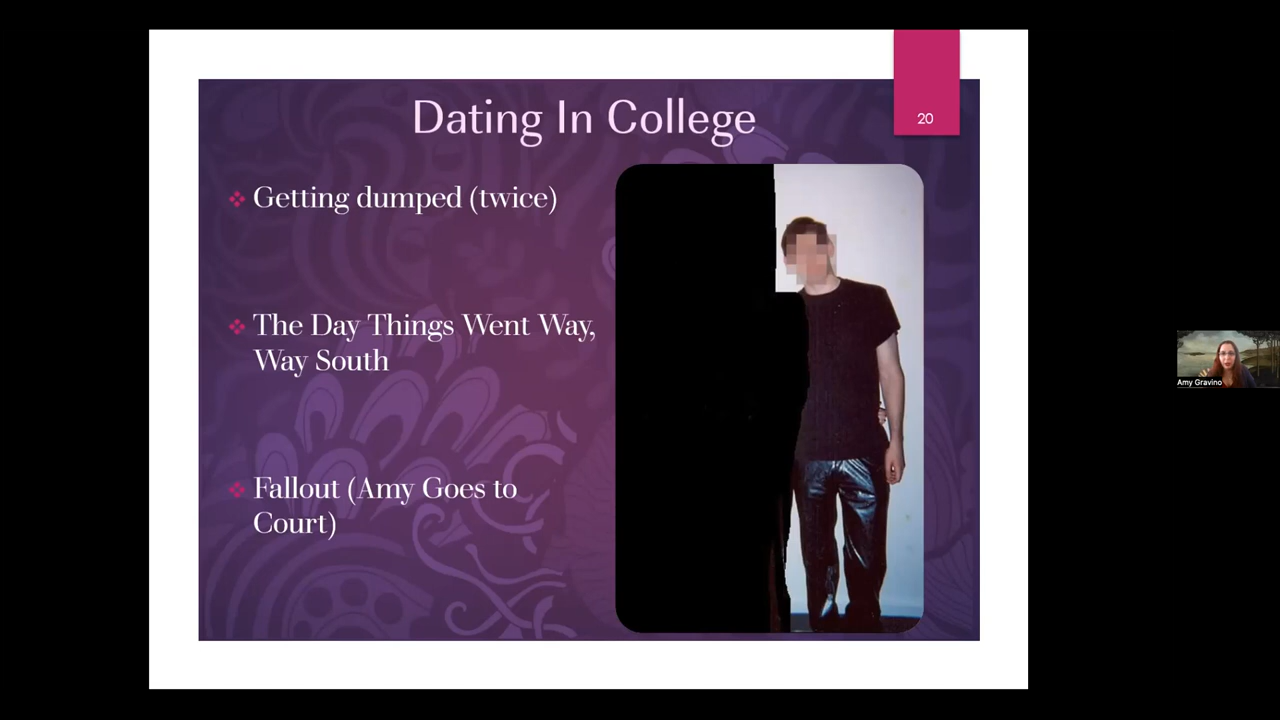 Dating In College
20
Getting dumped (twice)
The Day Things Went Way,
Way South
Fallout (Amy Goes to
Court)
Amy Gravino